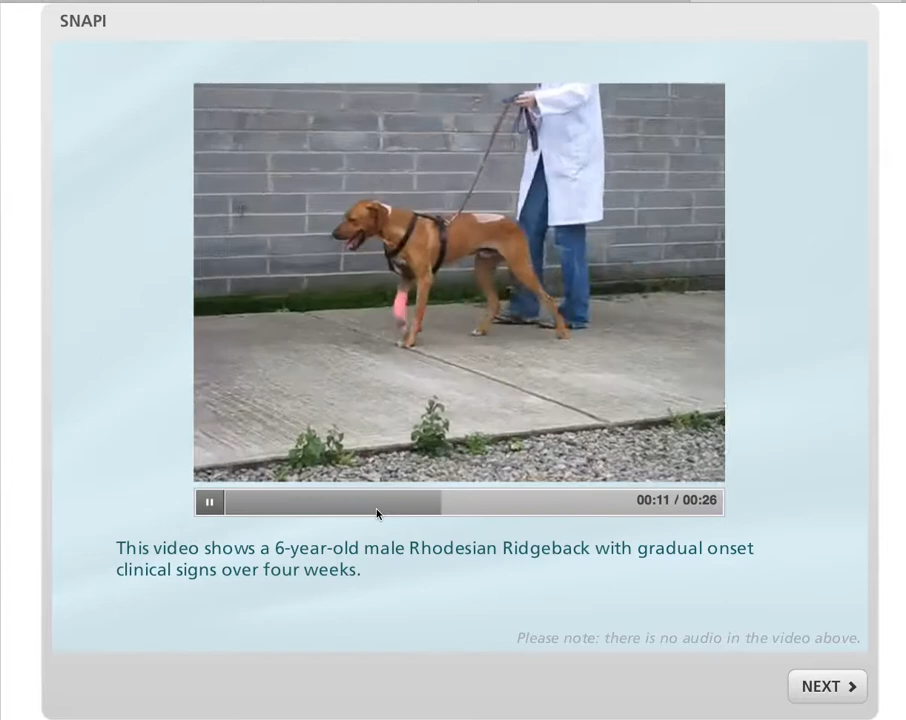 SNAPI
00:11 / 00:26
This video shows a 6-year-old male Rhodesian Ridgeback with gradual onset
clinical signs over four weeks.
Please note: there is no audio in the video above.
NEXT